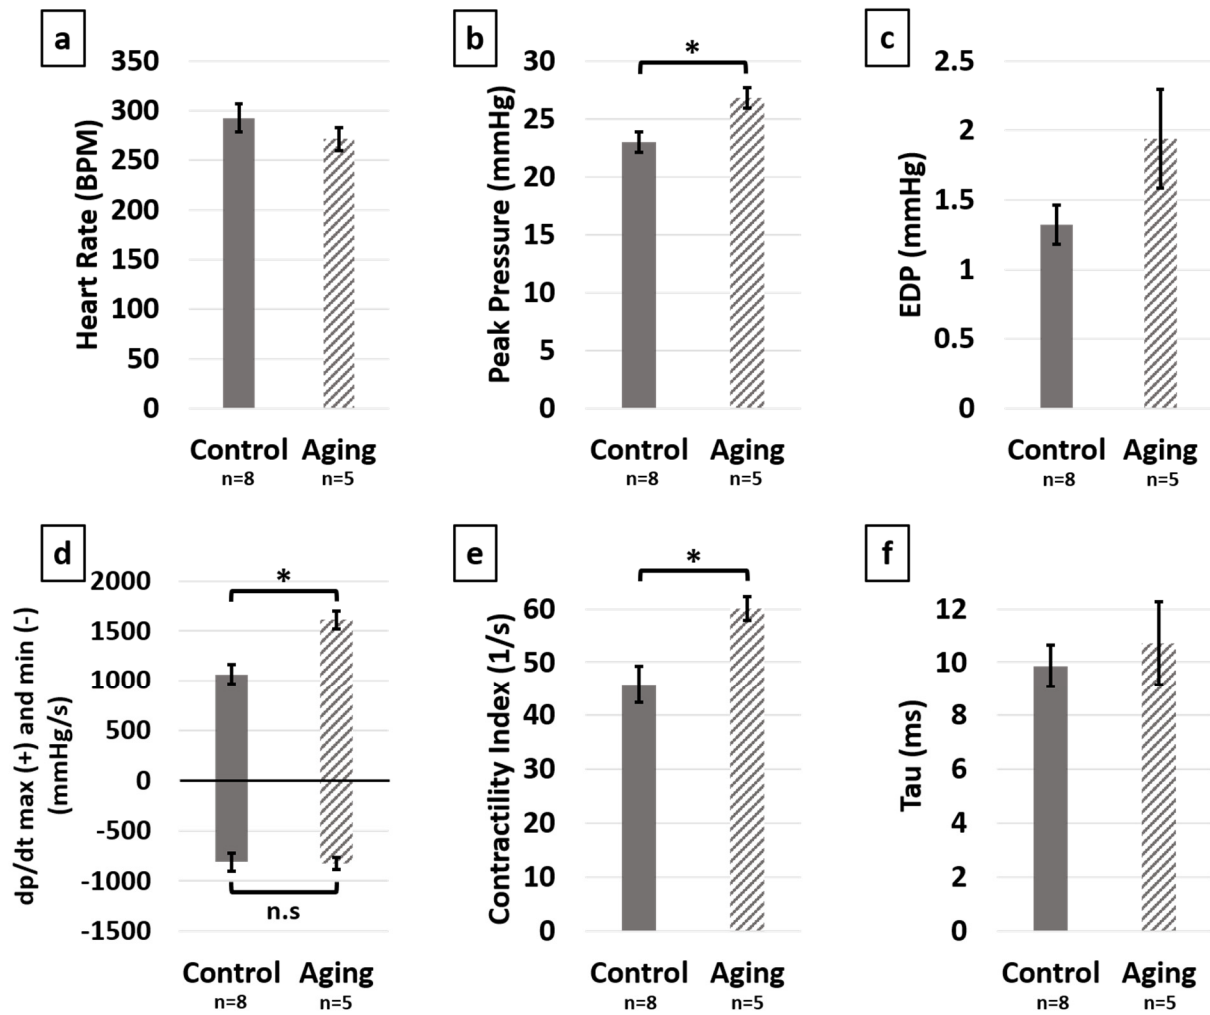 a
350
300
250
200
150
100
50
0
Heart Rate (BPM)
Control Aging
n=8 n=5
b
*
30
25
20
15
10
5
0
Peak Pressure (mmHg)
Control Aging
n=8 n=5
c
2.5
2
1.5
1
0.5
0
EDP (mmHg)
Control Aging
n=8 n=5
d
*
2000
1500
1000
500
0
-500
-1000
-1500
dp/dt max (+) and min (-)
(mmHg/s)
n.s
Control Aging
n=8 n=5
e
*
60
50
40
30
20
10
0
Contractility Index (1/s)
Control Aging
n=8 n=5
f
12
10
8
6
4
2
0
Tau (ms)
Control Aging
n=8 n=5